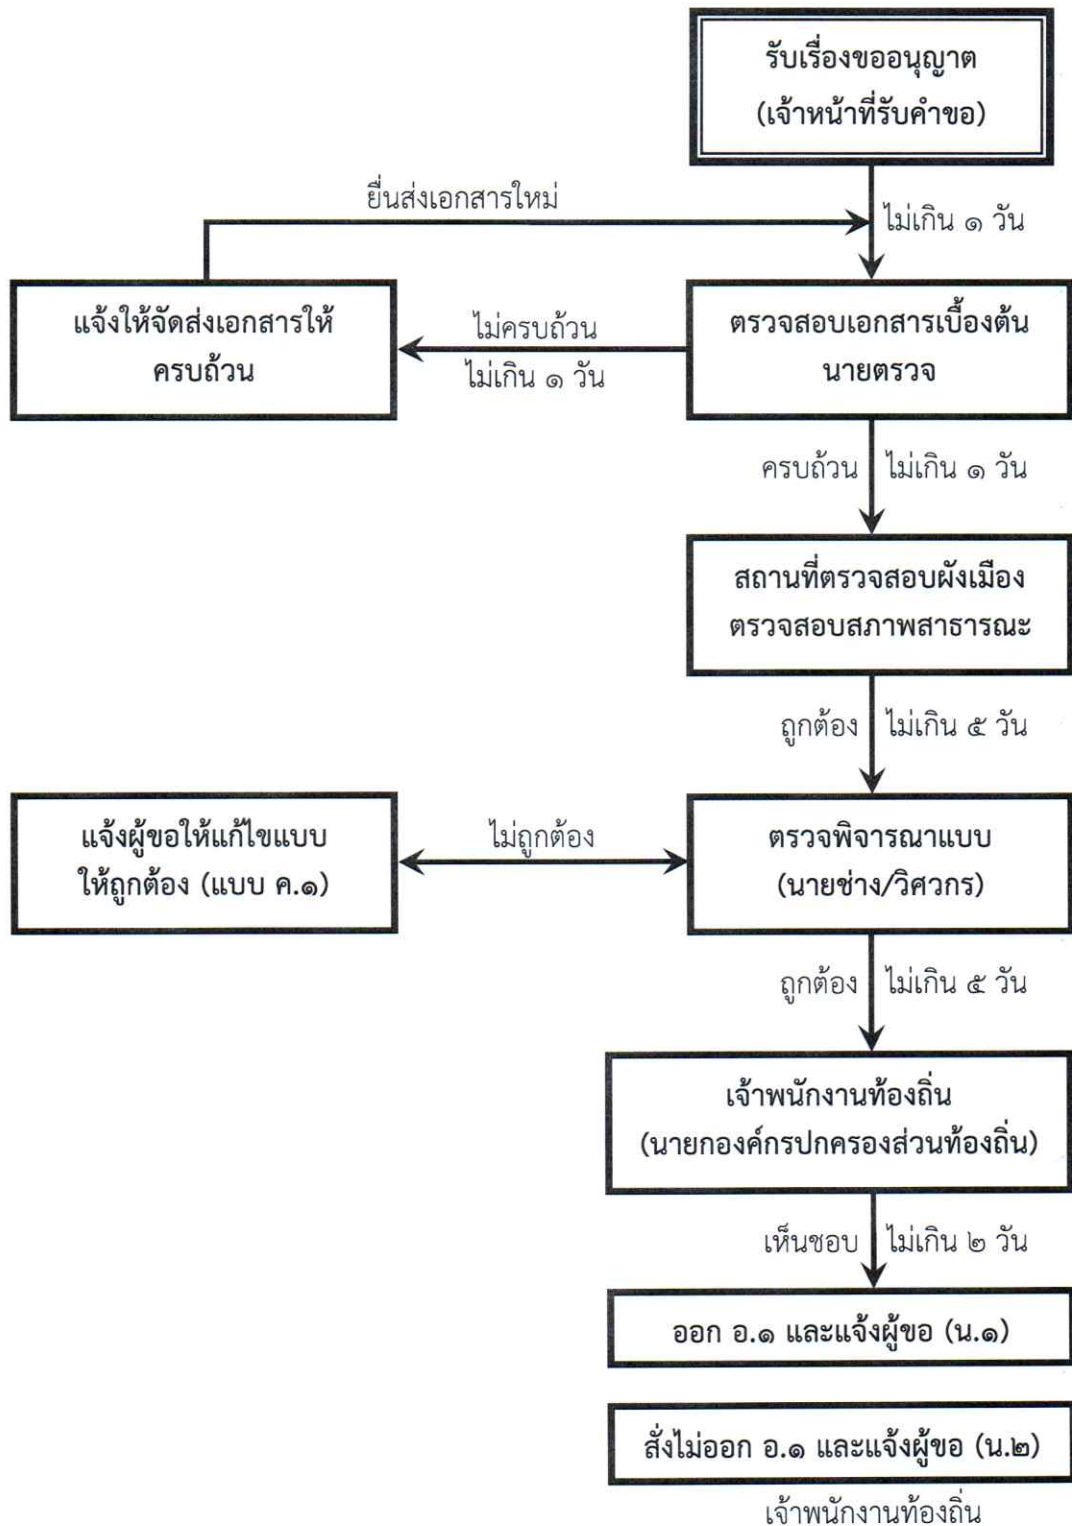 รับเรื่องขออนุญาต
(เจ้าหน้าที่รับคำขอ)
ยื่นส่งเอกสารใหม่
ไม่เกิน ๑ วัน
แจ้งให้จัดส่งเอกสารให้
ครบถ้วน
ไม่ครบถ้วน
ไม่เกิน ๑ วัน
ตรวจสอบเอกสารเบื้องต้น
นายตรวจ
ครบถ้วน
ไม่เกิน ๑ วัน
สถานที่ตรวจสอบผังเมือง
ตรวจสอบสภาพสาธารณะ
ถูกต้อง
ไม่เกิน ๕ วัน
แจ้งผู้ขอให้แก้ไขแบบ
ให้ถูกต้อง (แบบ ค.๑)
ไม่ถูกต้อง
ตรวจพิจารณาแบบ
(นายช่าง/วิศวกร)
ถูกต้อง
ไม่เกิน ๕ วัน
เจ้าพนักงานท้องถิ่น
(นายกองค์กรปกครองส่วนท้องถิ่น)
เห็นชอบ
ไม่เกิน ๒ วัน
ออก อ.๑ และแจ้งผู้ขอ (น.๑)
สั่งไม่ออก อ.๑ และแจ้งผู้ขอ (น.๒)
เจ้าพนักงานท้องถิ่น